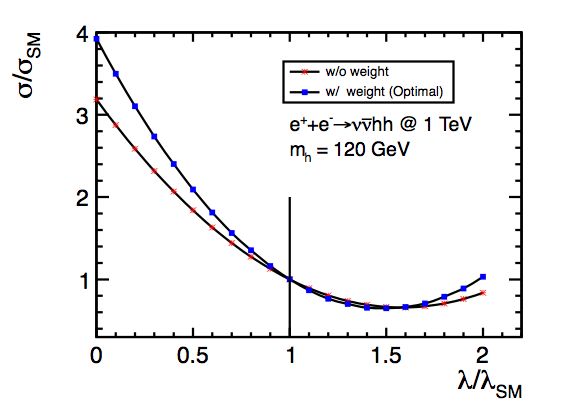 σ/σSM
4
3
2
1
w/o weight
w/ weight (Optimal)
e⁺+e⁻→νν̅hh @ 1 TeV
mh = 120 GeV
0 0.5 1 1.5 2
λ/λSM